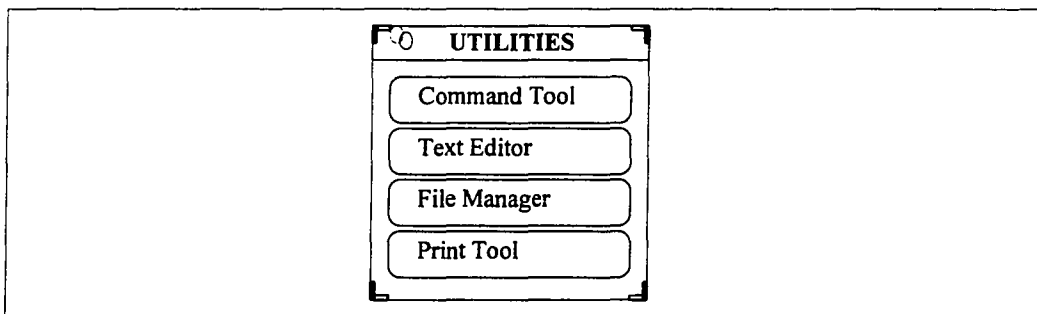 UTILITIES
Command Tool
Text Editor
File Manager
Print Tool